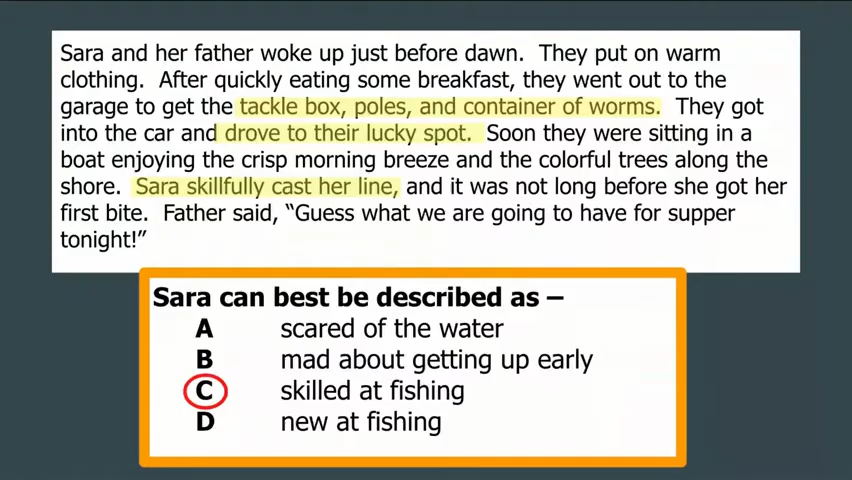 Sara and her father woke up just before dawn.  They put on warm
clothing.  After quickly eating some breakfast, they went out to the
garage to get the tackle box, poles, and container of worms.  They got
into the car and drove to their lucky spot.  Soon they were sitting in a
boat enjoying the crisp morning breeze and the colorful trees along the
shore.  Sara skillfully cast her line, and it was not long before she got her
first bite.  Father said, “Guess what we are going to have for supper
tonight!”
Sara can best be described as –
A scared of the water
B mad about getting up early
C skilled at fishing
D new at fishing